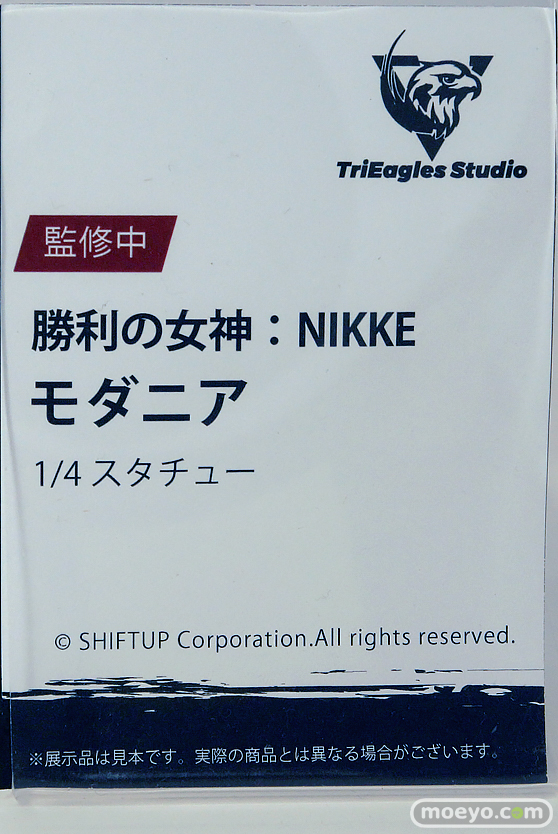 TriEagles Studio
監修中
勝利の女神：NIKKE
モダニア
1/4 スタチュー
© SHIFTUP Corporation.All rights reserved.
※展示品は見本です。実際の商品とは異なる場合がございます。
moeyo.com